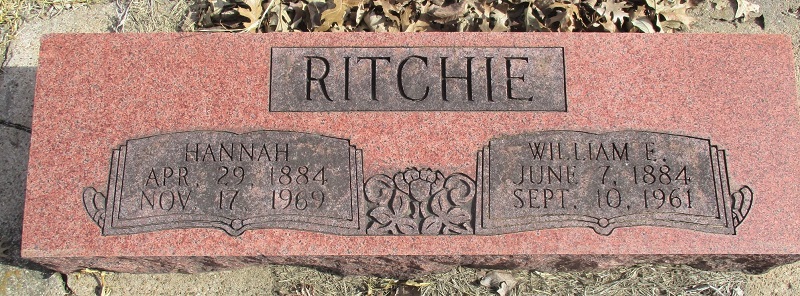 RITCHIE
HANNAH
APR. 29, 1884
NOV. 17, 1969
WILLIAM E.
JUNE 7, 1884
SEPT. 10, 1961